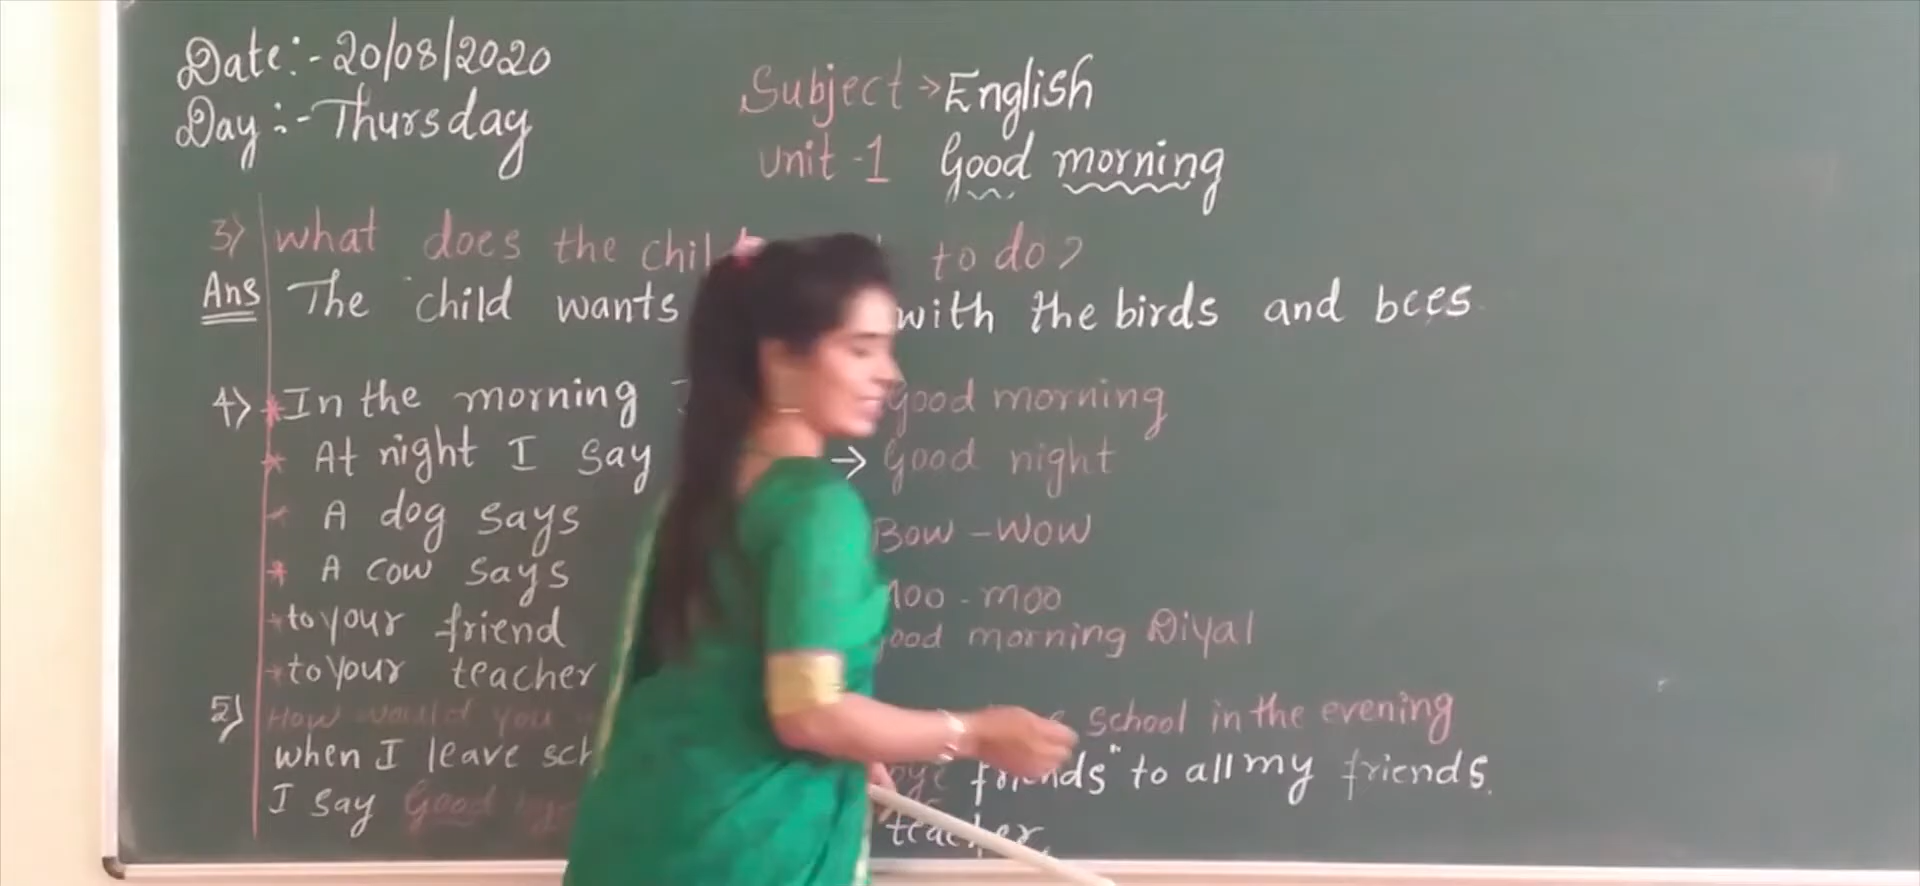 Date:- 20/08/2020
Day:- Thursday
Subject → English
Unit-1 Good morning
3) What does the to do?
Ans The child wants with the birds and bees.
4) * In the morning Good morning
* At night I say → Good night
* A dog says Bow-Wow
* A cow says Moo-moo
* to your friend Good morning Diyal
* to your teacher
5) How would you school in the evening
when I leave friends" to all my friends.
I say Good bye teacher.